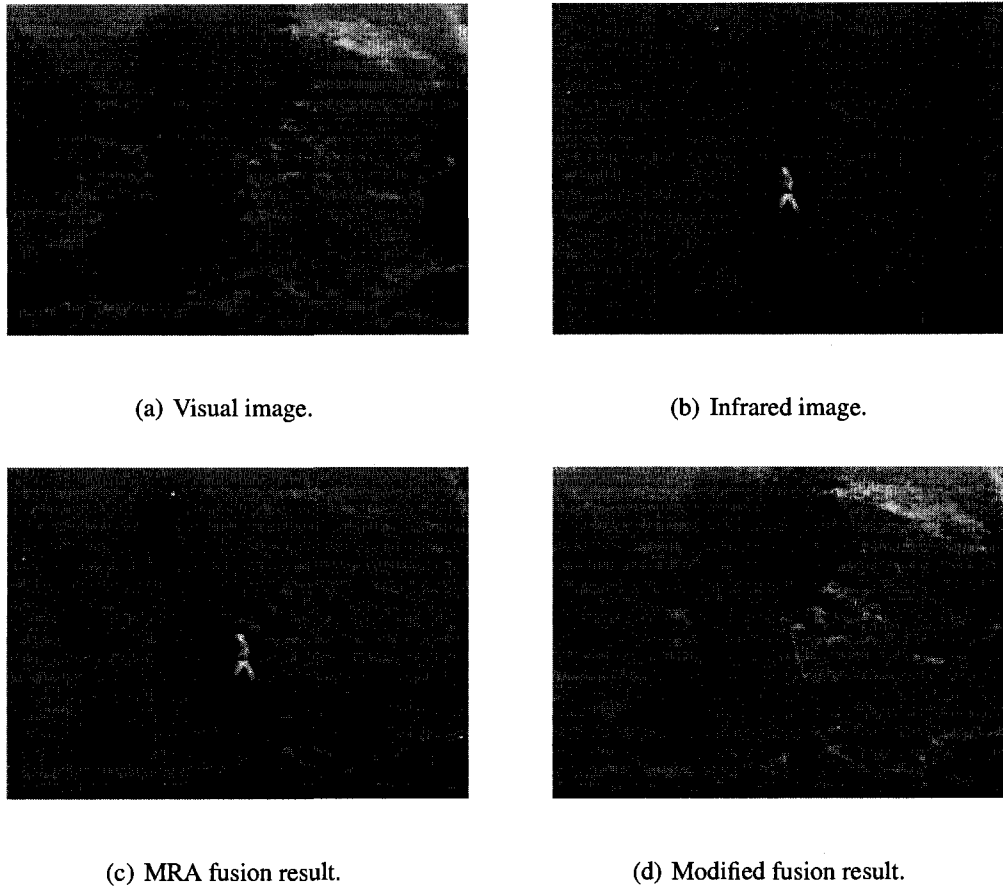 (a) Visual image.
(b) Infrared image.
(c) MRA fusion result.
(d) Modified fusion result.